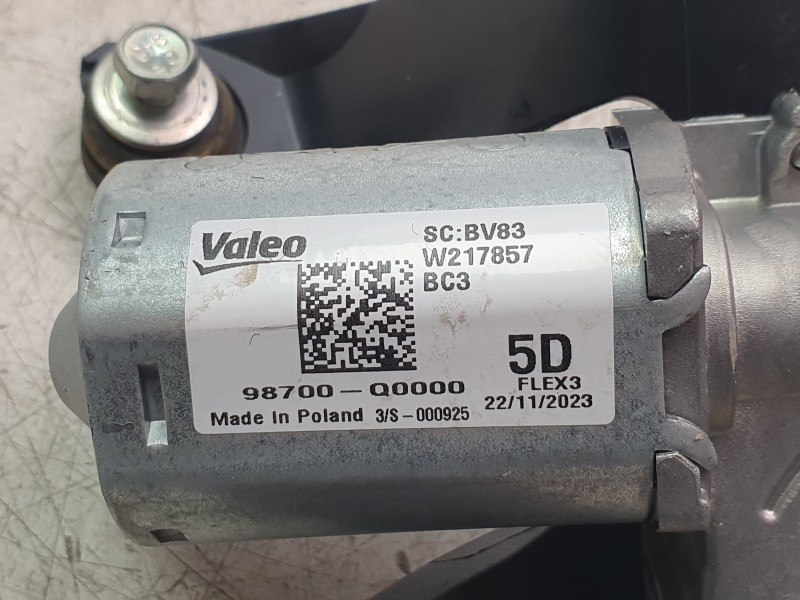 Valeo
SC:BV83
W217857
BC3
5D
FLEX3
98700-Q0000
22/11/2023
Made in Poland 3/S-000925